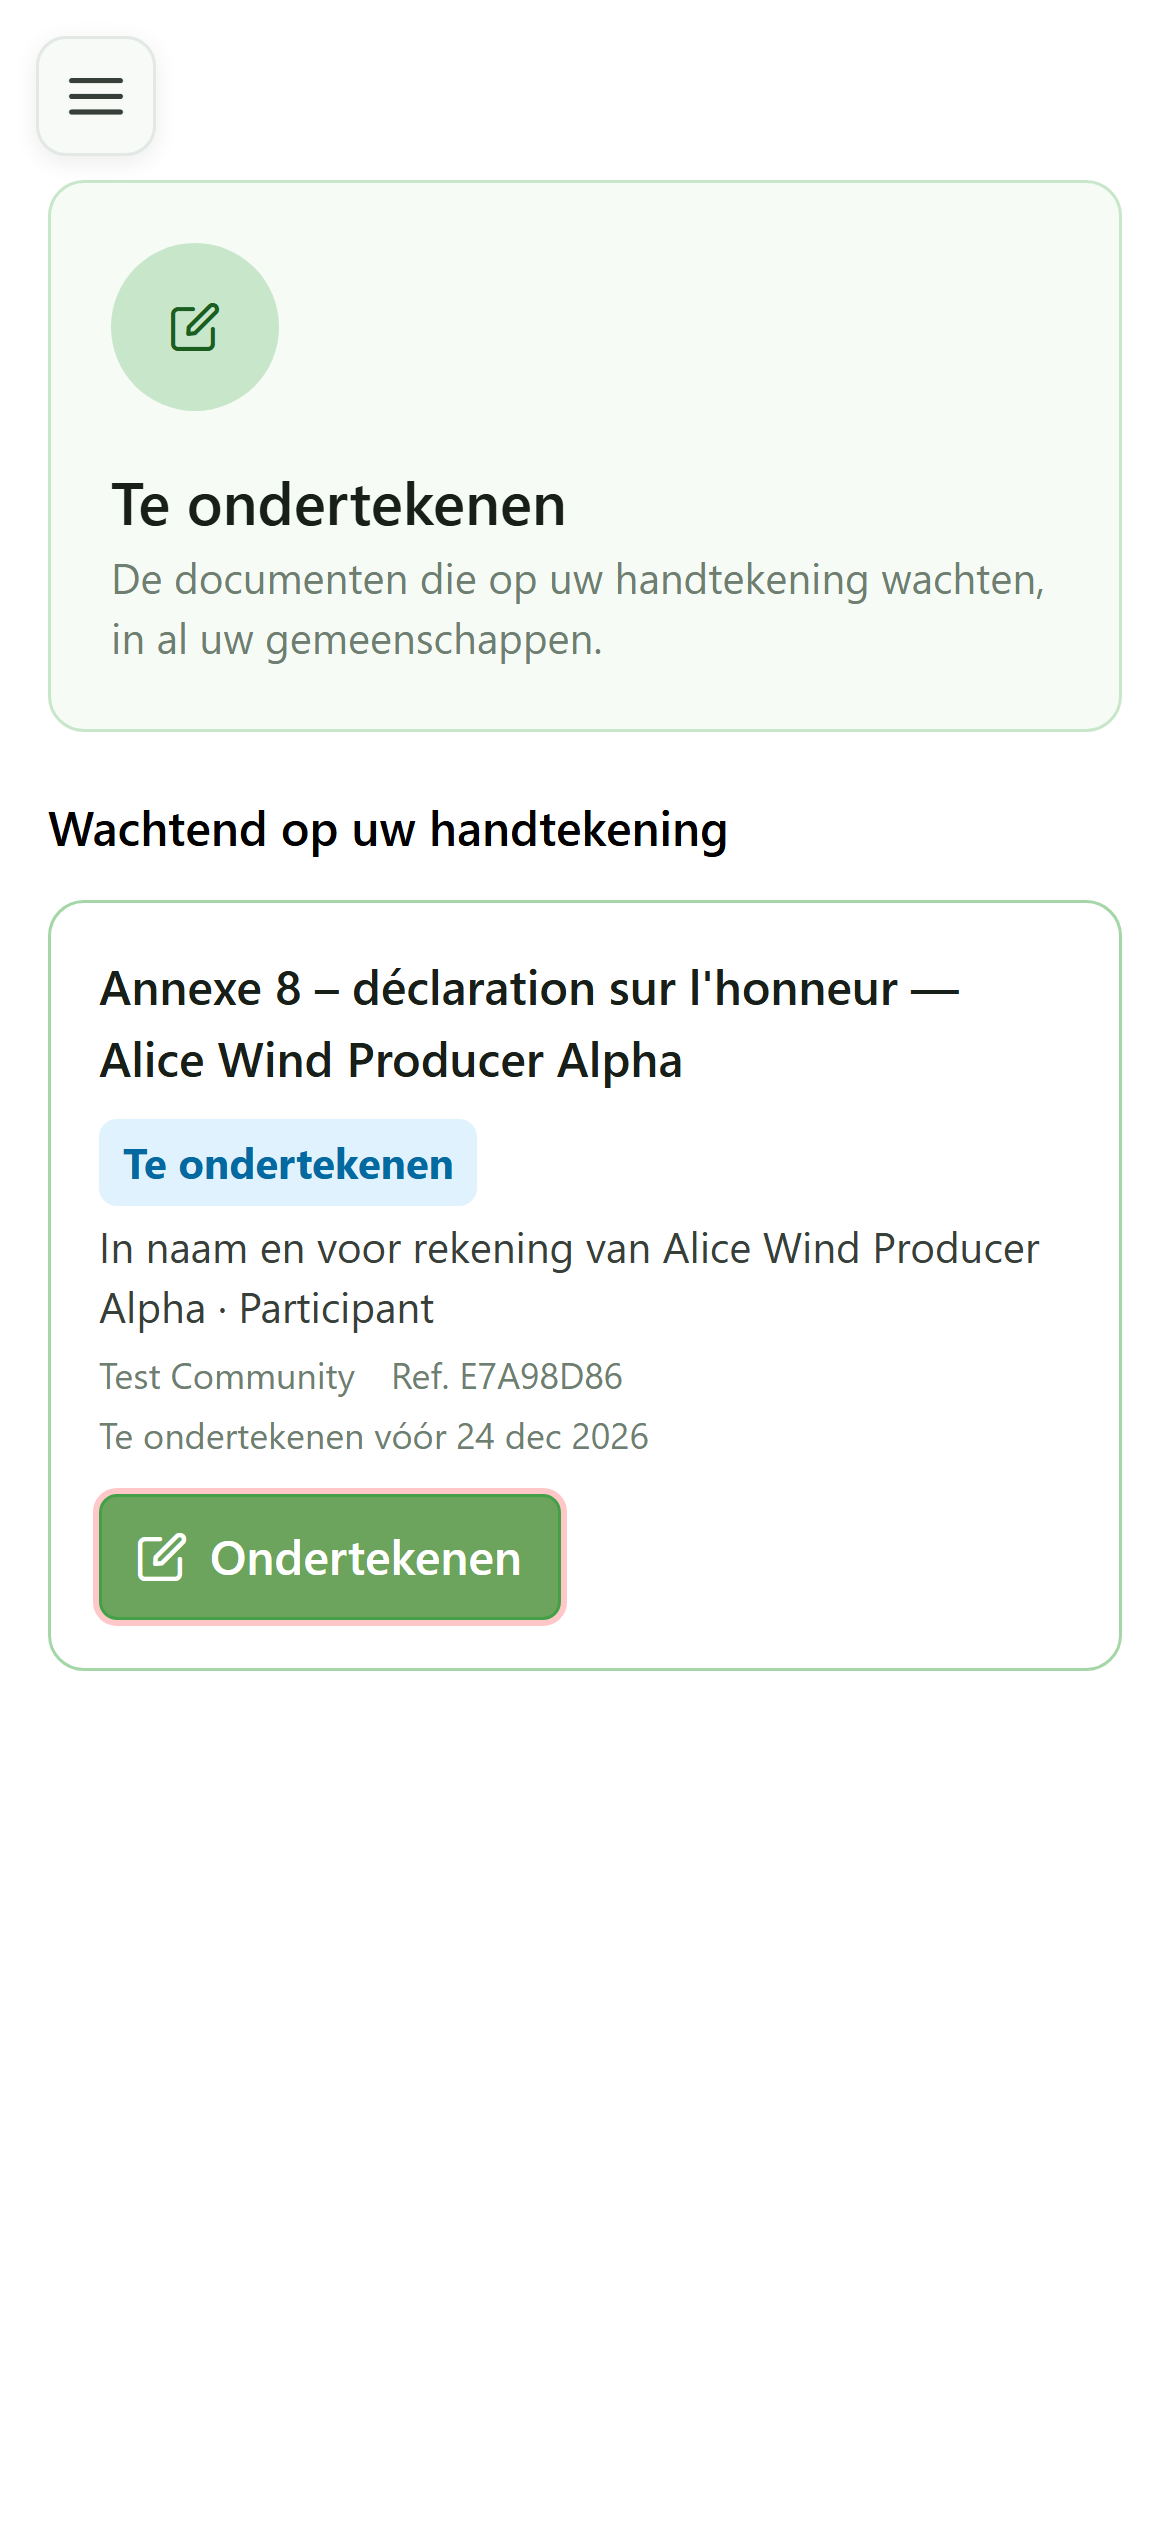 Te ondertekenen
De documenten die op uw handtekening wachten,
in al uw gemeenschappen.
Wachtend op uw handtekening
Annexe 8 – déclaration sur l'honneur —
Alice Wind Producer Alpha
Te ondertekenen
In naam en voor rekening van Alice Wind Producer
Alpha · Participant
Test Community Ref. E7A98D86
Te ondertekenen vóór 24 dec 2026
Ondertekenen